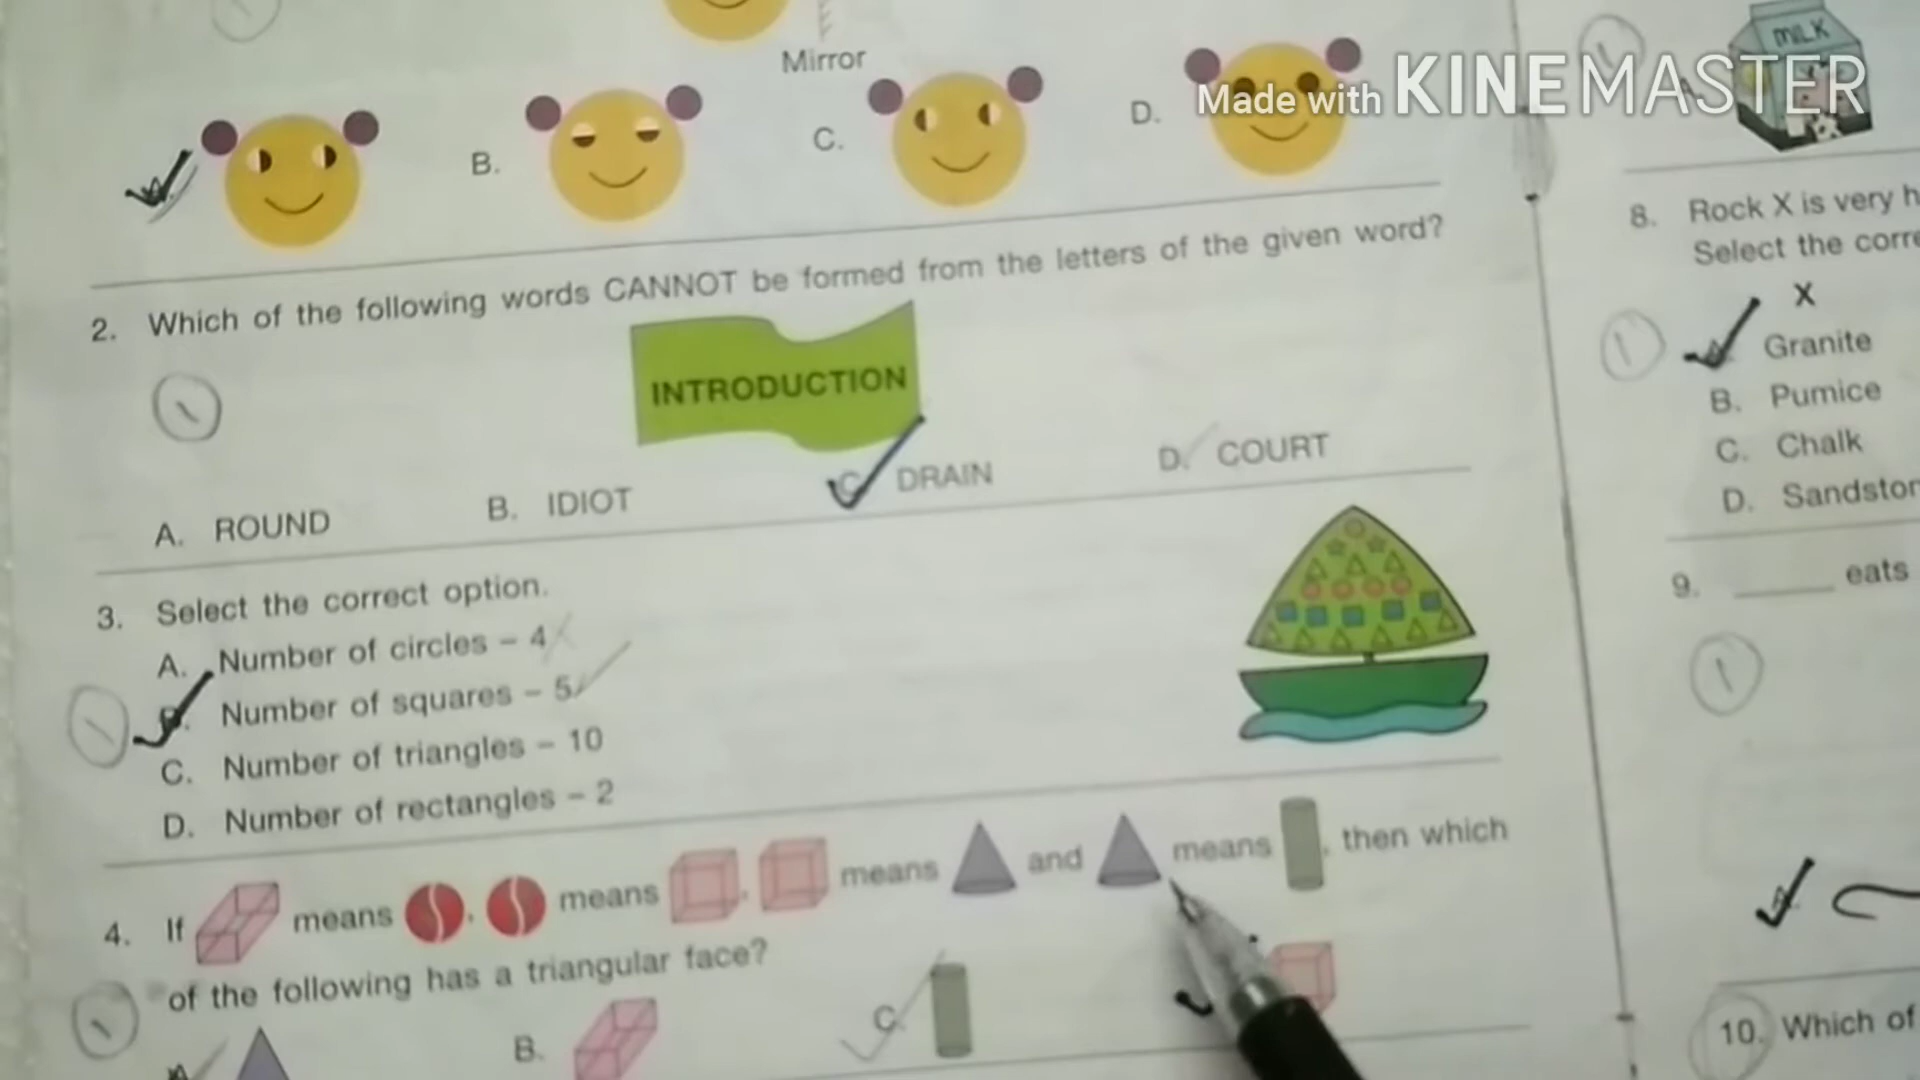 Mirror
MILK
Made with KINEMASTER
B.
C.
D.
2. Which of the following words CANNOT be formed from the letters of the given word?
INTRODUCTION
A. ROUND
B. IDIOT
C. DRAIN
D. COURT
3. Select the correct option.
A. Number of circles – 4
B. Number of squares – 5
C. Number of triangles – 10
D. Number of rectangles – 2
4. If means , means , means and means , then which
of the following has a triangular face?
B.
C.
8. Rock X is very
Select the
X
Granite
B. Pumice
C. Chalk
D.
9. ______ eats
10. Which of